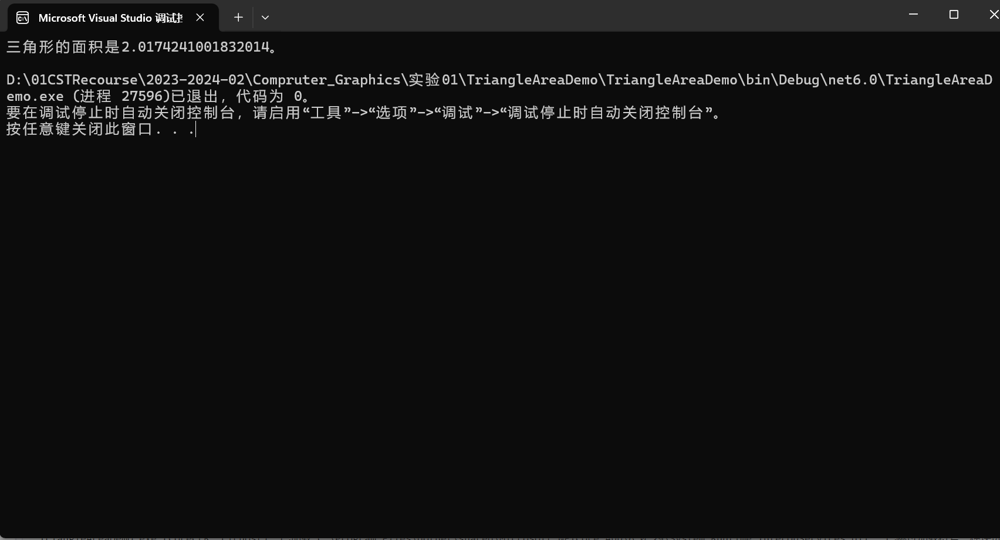 Microsoft Visual Studio 调试
三角形的面积是2.0174241001832014。
D:\01CSTRecourse\2023-2024-02\Compruter_Graphics\实验01\TriangleAreaDemo\TriangleAreaDemo\bin\Debug\net6.0\TriangleAreaD
emo.exe (进程 27596)已退出，代码为 0。
要在调试停止时自动关闭控制台，请启用“工具”->“选项”->“调试”->“调试停止时自动关闭控制台”。
按任意键关闭此窗口. . .